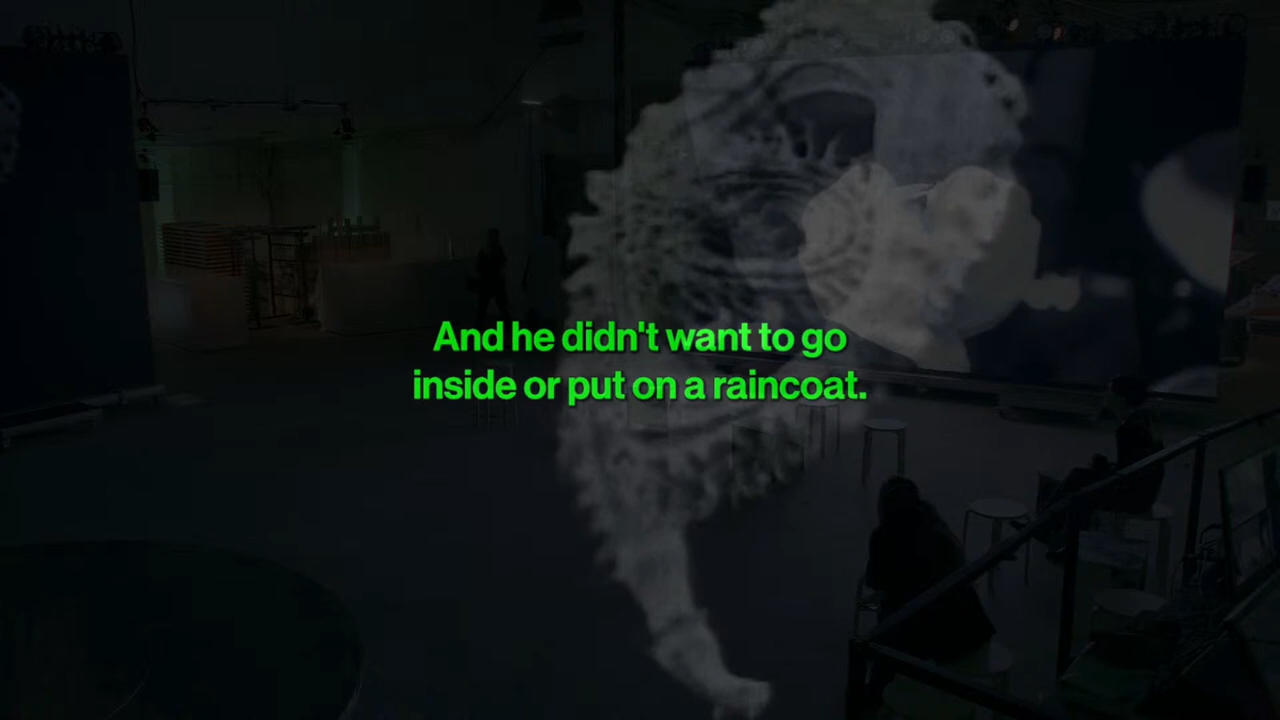 And he didn't want to go
inside or put on a raincoat.